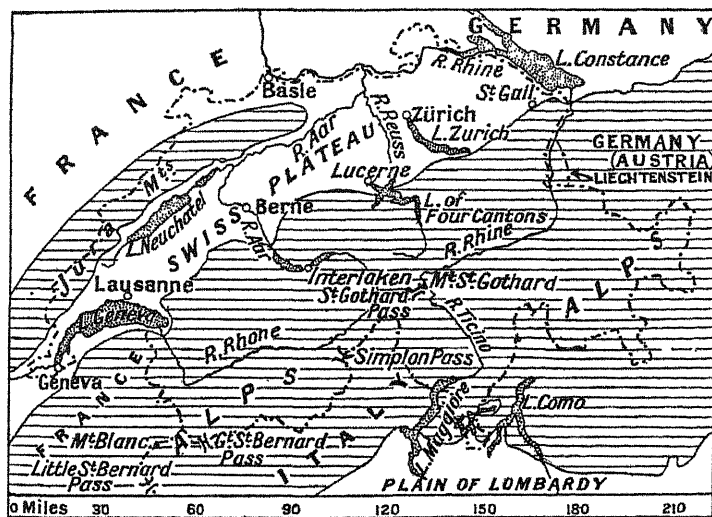 GERMANY
FRANCE
L.Constance
R. Rhine
Basle
St Gall
Zürich
L.Zurich
R.Reuss
R.Aar
PLATEAU
SWISS
GERMANY
(AUSTRIA)
LIECHTENSTEIN
Lucerne
L. of
Four Cantons
Jura Mts
L.Neuchatel
Berne
R.Aar
R.Rhine
ALPS
Lausanne
Interlaken
Mt St.Gothard
St Gothard
Pass
L.Geneva
Geneva
R.Rhone
R.Ticino
Simplon Pass
FRANCE
ALPS
ITALY
L.Maggiore
L.Como
Mt Blanc
Gt St Bernard
Pass
Little St Bernard
Pass
PLAIN OF LOMBARDY
0 Miles 30 60 90 120 150 180 210